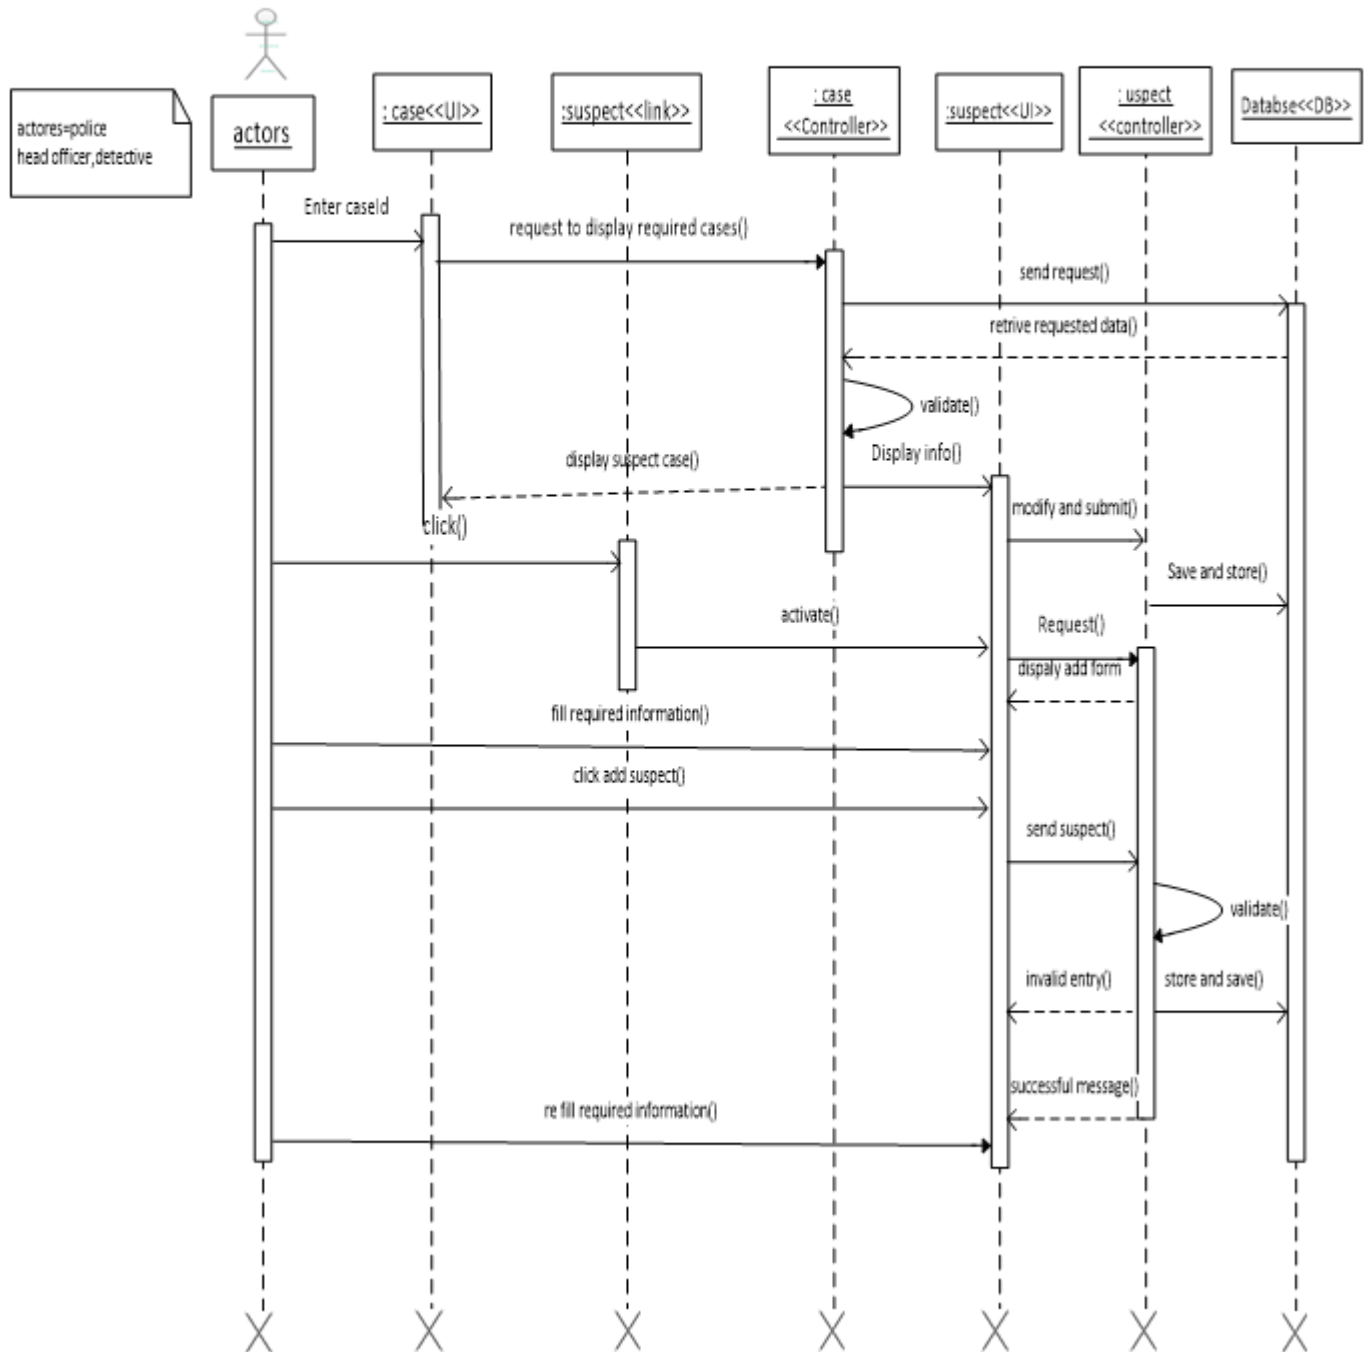 actores=police
head officer,detective
actors
: case<<UI>>
:suspect<<link>>
: case
<<Controller>>
:suspect<<UI>>
: uspect
<<controller>>
Databse<<DB>>
Enter caseId
request to display required cases()
send request()
retrive requested data()
validate()
Display info()
display suspect case()
modify and submit()
click()
Save and store()
activate()
Request()
dispaly add form
fill required information()
click add suspect()
send suspect()
validate()
invalid entry()
store and save()
successful message()
re fill required information()